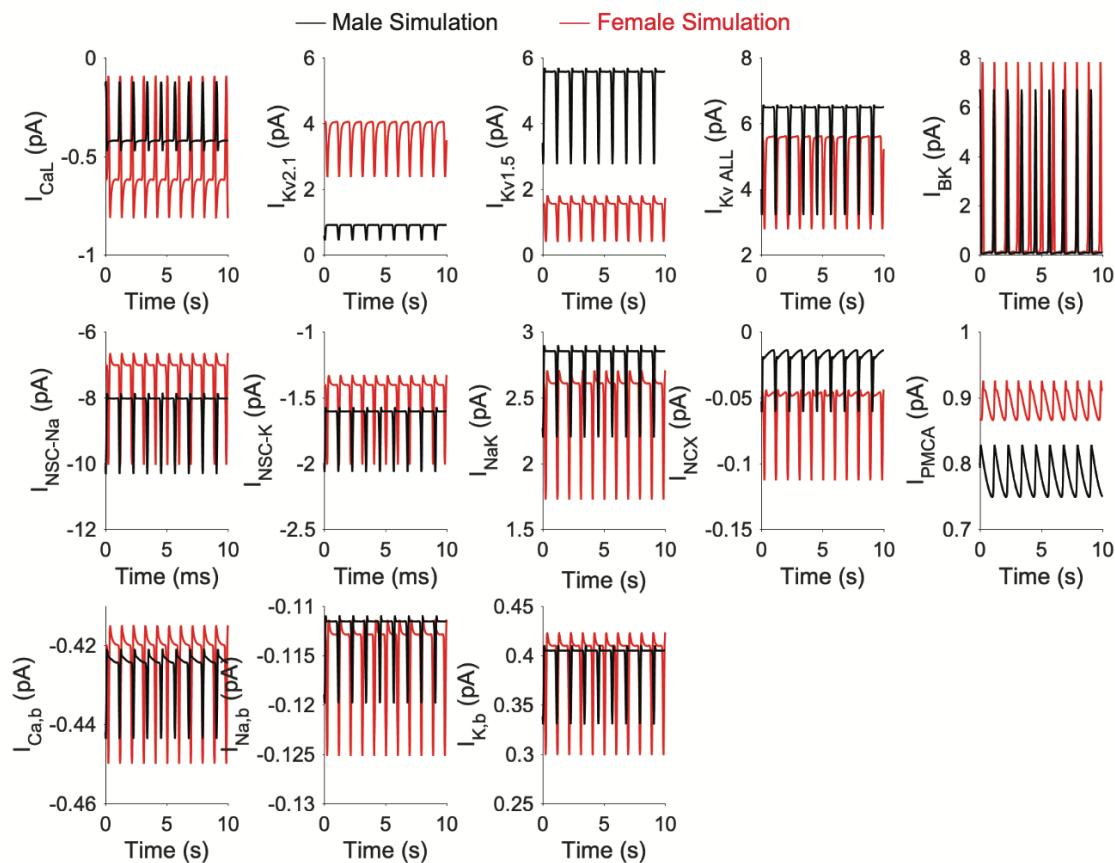 Male Simulation Female Simulation
I_CaL (pA) 0 -0.5 -1 0 5 10 Time (s)
I_Kv2.1 (pA) 6 4 2 0 0 5 10 Time (s)
I_Kv1.5 (pA) 6 4 2 0 0 5 10 Time (s)
I_Kv ALL (pA) 8 6 4 2 0 5 10 Time (s)
I_BK (pA) 8 6 4 2 0 0 5 10 Time (s)
I_NSC-Na (pA) -6 -8 -10 -12 0 5 10 Time (ms)
I_NSC-K (pA) -1 -1.5 -2 -2.5 0 5 10 Time (ms)
I_NaK (pA) 3 2.5 2 1.5 0 5 10 Time (s)
I_NCX (pA) 0 -0.05 -0.1 -0.15 0 5 10 Time (s)
I_PMCA (pA) 1 0.9 0.8 0.7 0 5 10 Time (s)
I_Ca,b (pA) -0.42 -0.44 -0.46 0 5 10 Time (s)
I_Na,b (pA) -0.11 -0.115 -0.12 -0.125 -0.13 0 5 10 Time (s)
I_K,b (pA) 0.45 0.4 0.35 0.3 0.25 0 5 10 Time (s)